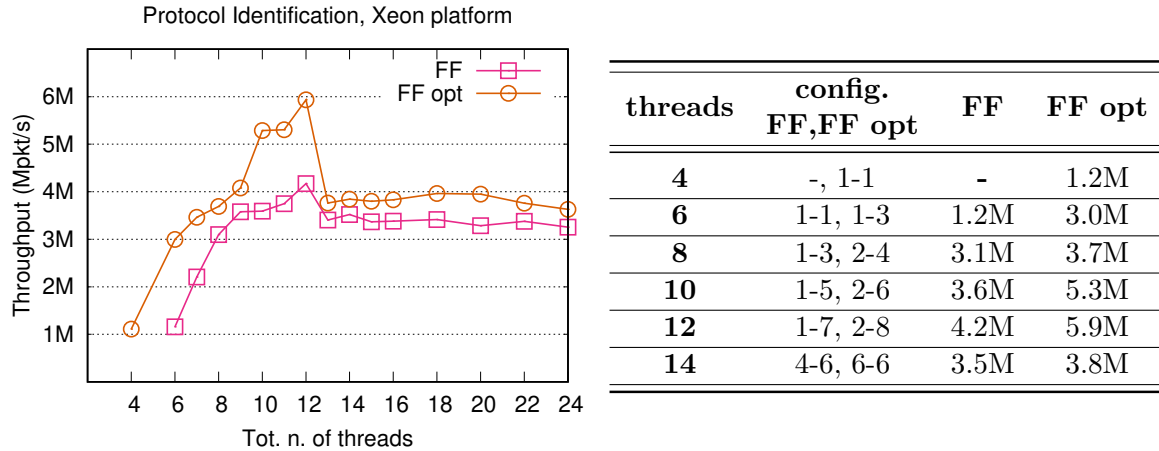 Protocol Identification, Xeon platform
Throughput (Mpkt/s)
6M
5M
4M
3M
2M
1M
FF
FF opt
4 6 8 10 12 14 16 18 20 22 24
Tot. n. of threads
threads config. FF,FF opt FF FF opt
4 -, 1-1 - 1.2M
6 1-1, 1-3 1.2M 3.0M
8 1-3, 2-4 3.1M 3.7M
10 1-5, 2-6 3.6M 5.3M
12 1-7, 2-8 4.2M 5.9M
14 4-6, 6-6 3.5M 3.8M